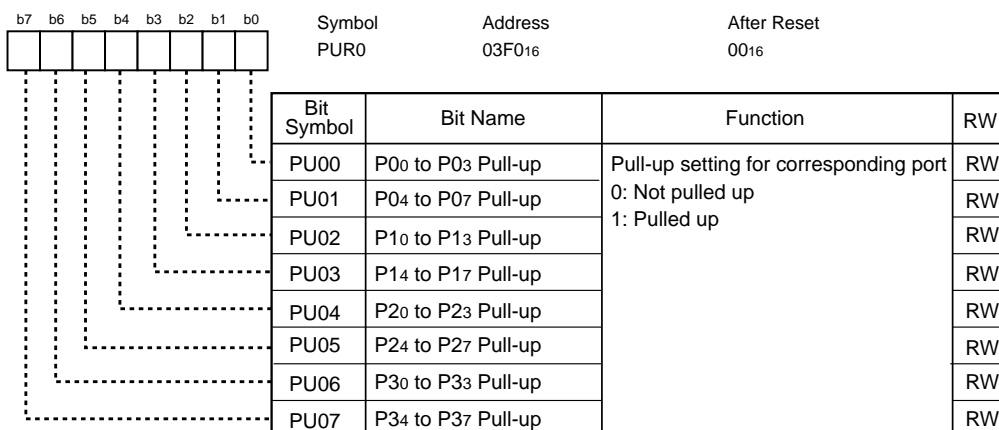 b7 b6 b5 b4 b3 b2 b1 b0
Symbol Address After Reset
PUR0 03F016 0016
Bit Symbol Bit Name Function RW
PU00 P00 to P03 Pull-up Pull-up setting for corresponding port RW
0: Not pulled up
PU01 P04 to P07 Pull-up RW
1: Pulled up
PU02 P10 to P13 Pull-up RW
PU03 P14 to P17 Pull-up RW
PU04 P20 to P23 Pull-up RW
PU05 P24 to P27 Pull-up RW
PU06 P30 to P33 Pull-up RW
PU07 P34 to P37 Pull-up RW